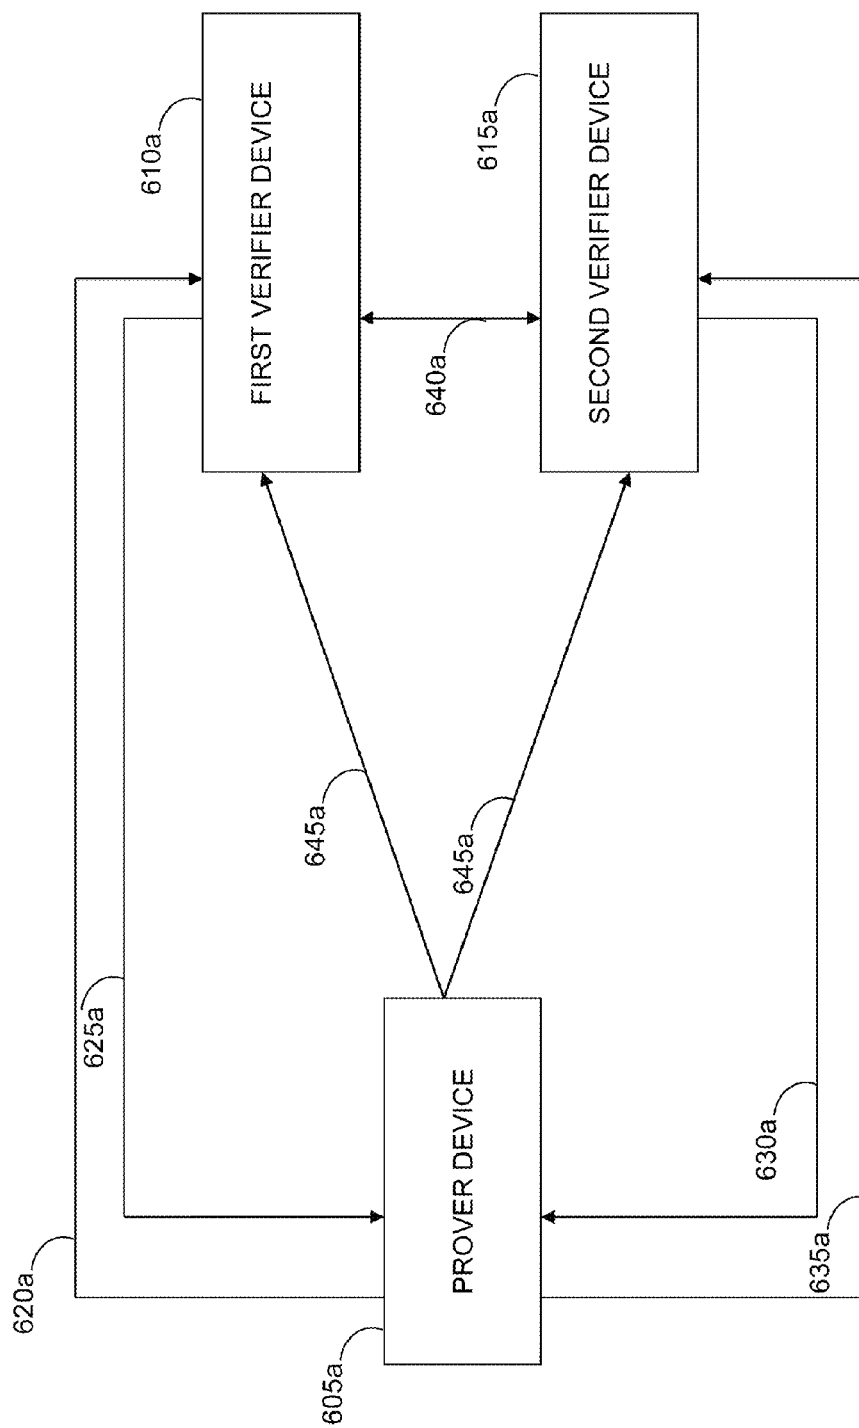 620a
625a
610a
FIRST VERIFIER DEVICE
645a
605a
PROVER DEVICE
640a
645a
615a
SECOND VERIFIER DEVICE
630a
635a